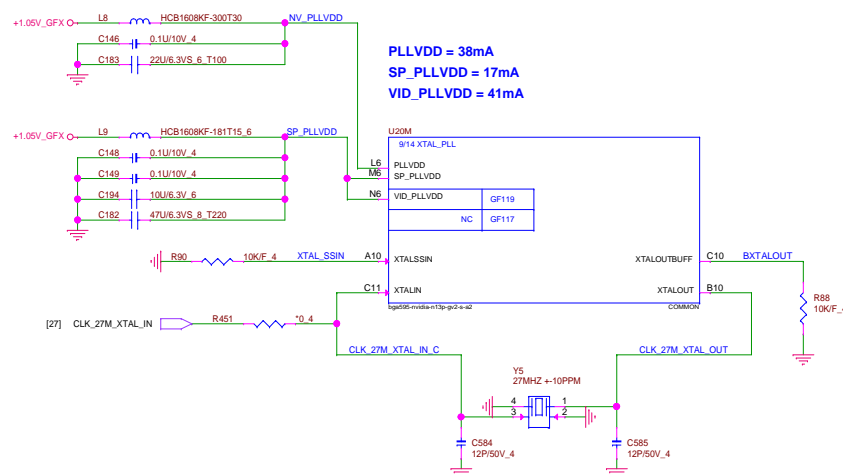 +1.05V_GFX
L8
HCB1608KF-300T30
NV_PLLVDD
C146
0.1U/10V_4
C183
22U/6.3VS_6_T100
PLLVDD = 38mA
SP_PLLVDD = 17mA
VID_PLLVDD = 41mA
+1.05V_GFX
L9
HCB1608KF-181T15_6
SP_PLLVDD
C148
0.1U/10V_4
C149
0.1U/10V_4
C194
10U/6.3V_6
C182
47U/6.3VS_8_T220
U20M
9/14 XTAL_PLL
L6
PLLVDD
M6
SP_PLLVDD
N6
VID_PLLVDD
GF119
NC
GF117
R90
10K/F_4
XTAL_SSIN
A10
XTALSSIN
XTALOUTBUFF
C10
BXTALOUT
C11
XTALIN
XTALOUT
B10
bga595-nvidia-n13p-gv2-s-a2
COMMON
R88
10K/F_4
[27]
CLK_27M_XTAL_IN
R451
*0_4
CLK_27M_XTAL_IN_C
CLK_27M_XTAL_OUT
Y5
27MHZ +-10PPM
4
1
3
2
C584
12P/50V_4
C585
12P/50V_4